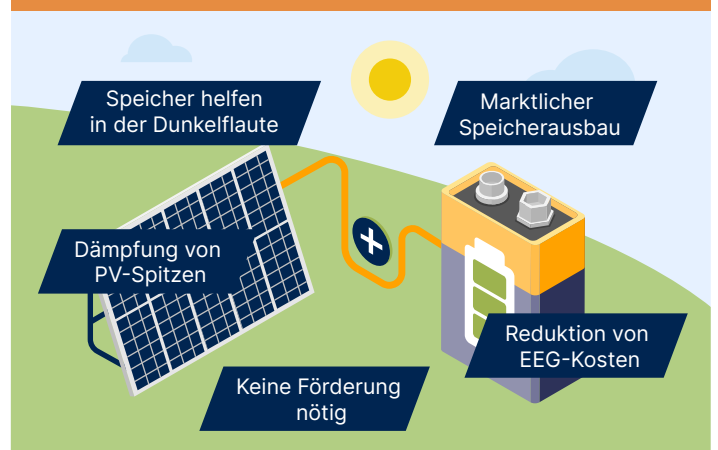 Speicher helfen
in der Dunkelflaute
Marktlicher
Speicherausbau
Dämpfung von
PV-Spitzen
Reduktion von
EEG-Kosten
Keine Förderung
nötig